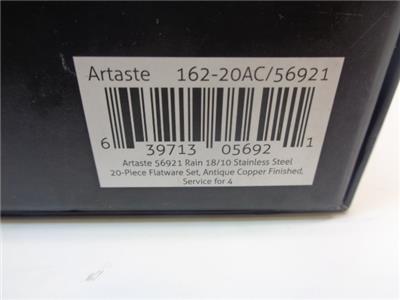 Artaste 162-20AC/56921
6 39713 05692 1
Artaste 56921 Rain 18/10 Stainless Steel
20-Piece Flatware Set, Antique Copper Finished,
Service for 4